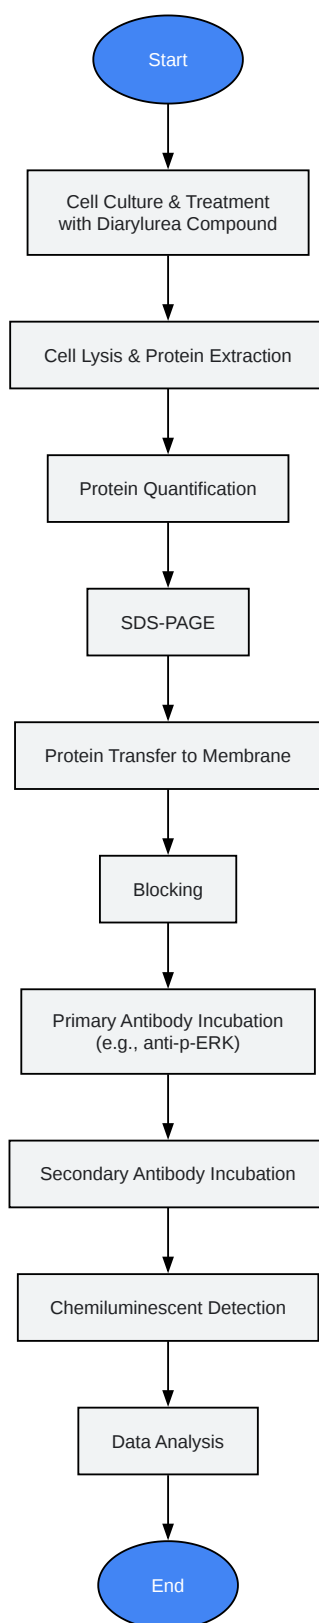 Start
Cell Culture & Treatment
with Diarylurea Compound
Cell Lysis & Protein Extraction
Protein Quantification
SDS-PAGE
Protein Transfer to Membrane
Blocking
Primary Antibody Incubation
(e.g., anti-p-ERK)
Secondary Antibody Incubation
Chemiluminescent Detection
Data Analysis
End